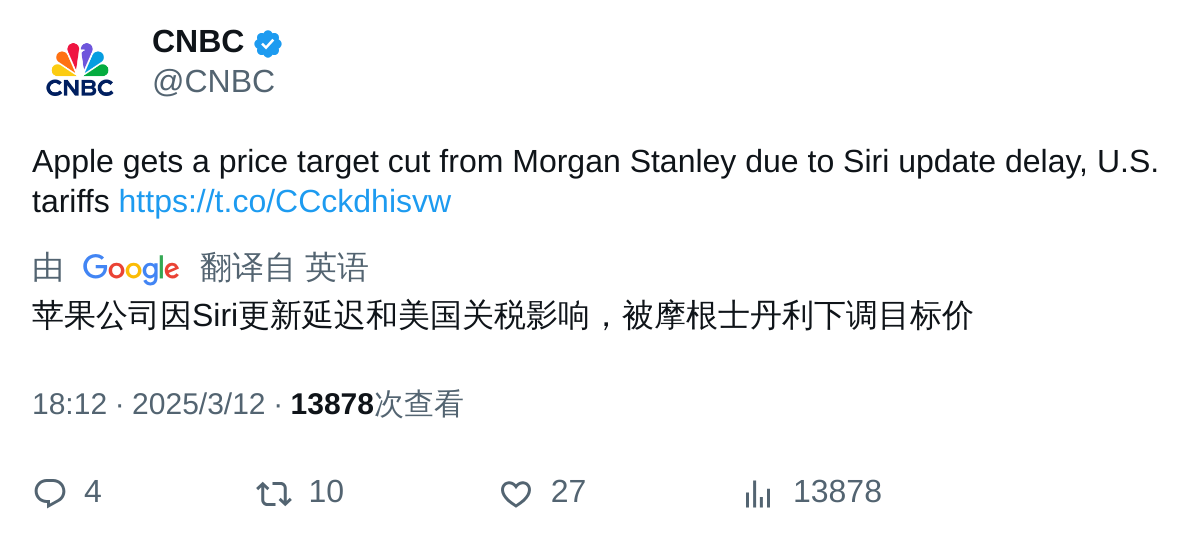 CNBC
CNBC
@CNBC
Apple gets a price target cut from Morgan Stanley due to Siri update delay, U.S.
tariffs https://t.co/CCckdhisvw
由 Google 翻译自 英语
苹果公司因Siri更新延迟和美国关税影响，被摩根士丹利下调目标价
18:12 · 2025/3/12 · 13878次查看
4 10 27 13878